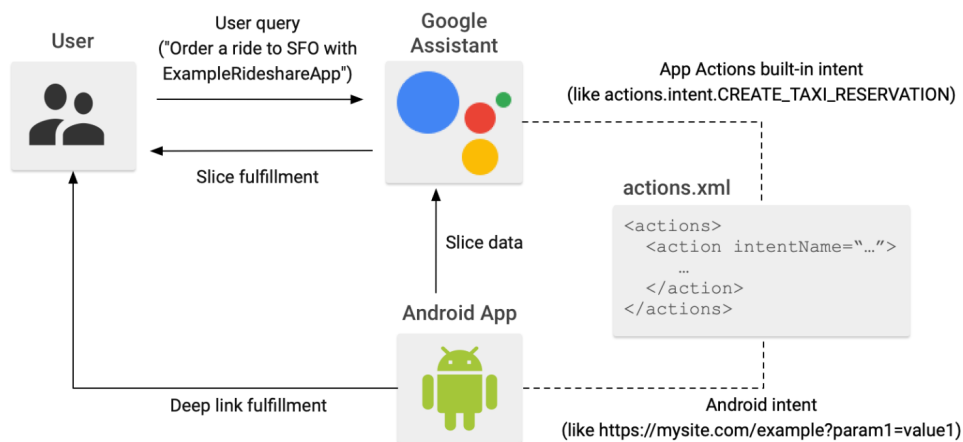 User
User query
("Order a ride to SFO with
ExampleRideshareApp")
Google
Assistant
App Actions built-in intent
(like actions.intent.CREATE_TAXI_RESERVATION)
Slice fulfillment
actions.xml
<actions>
<action intentName=“…”>
…
</action>
</actions>
Slice data
Android App
Deep link fulfillment
Android intent
(like https://mysite.com/example?param1=value1)